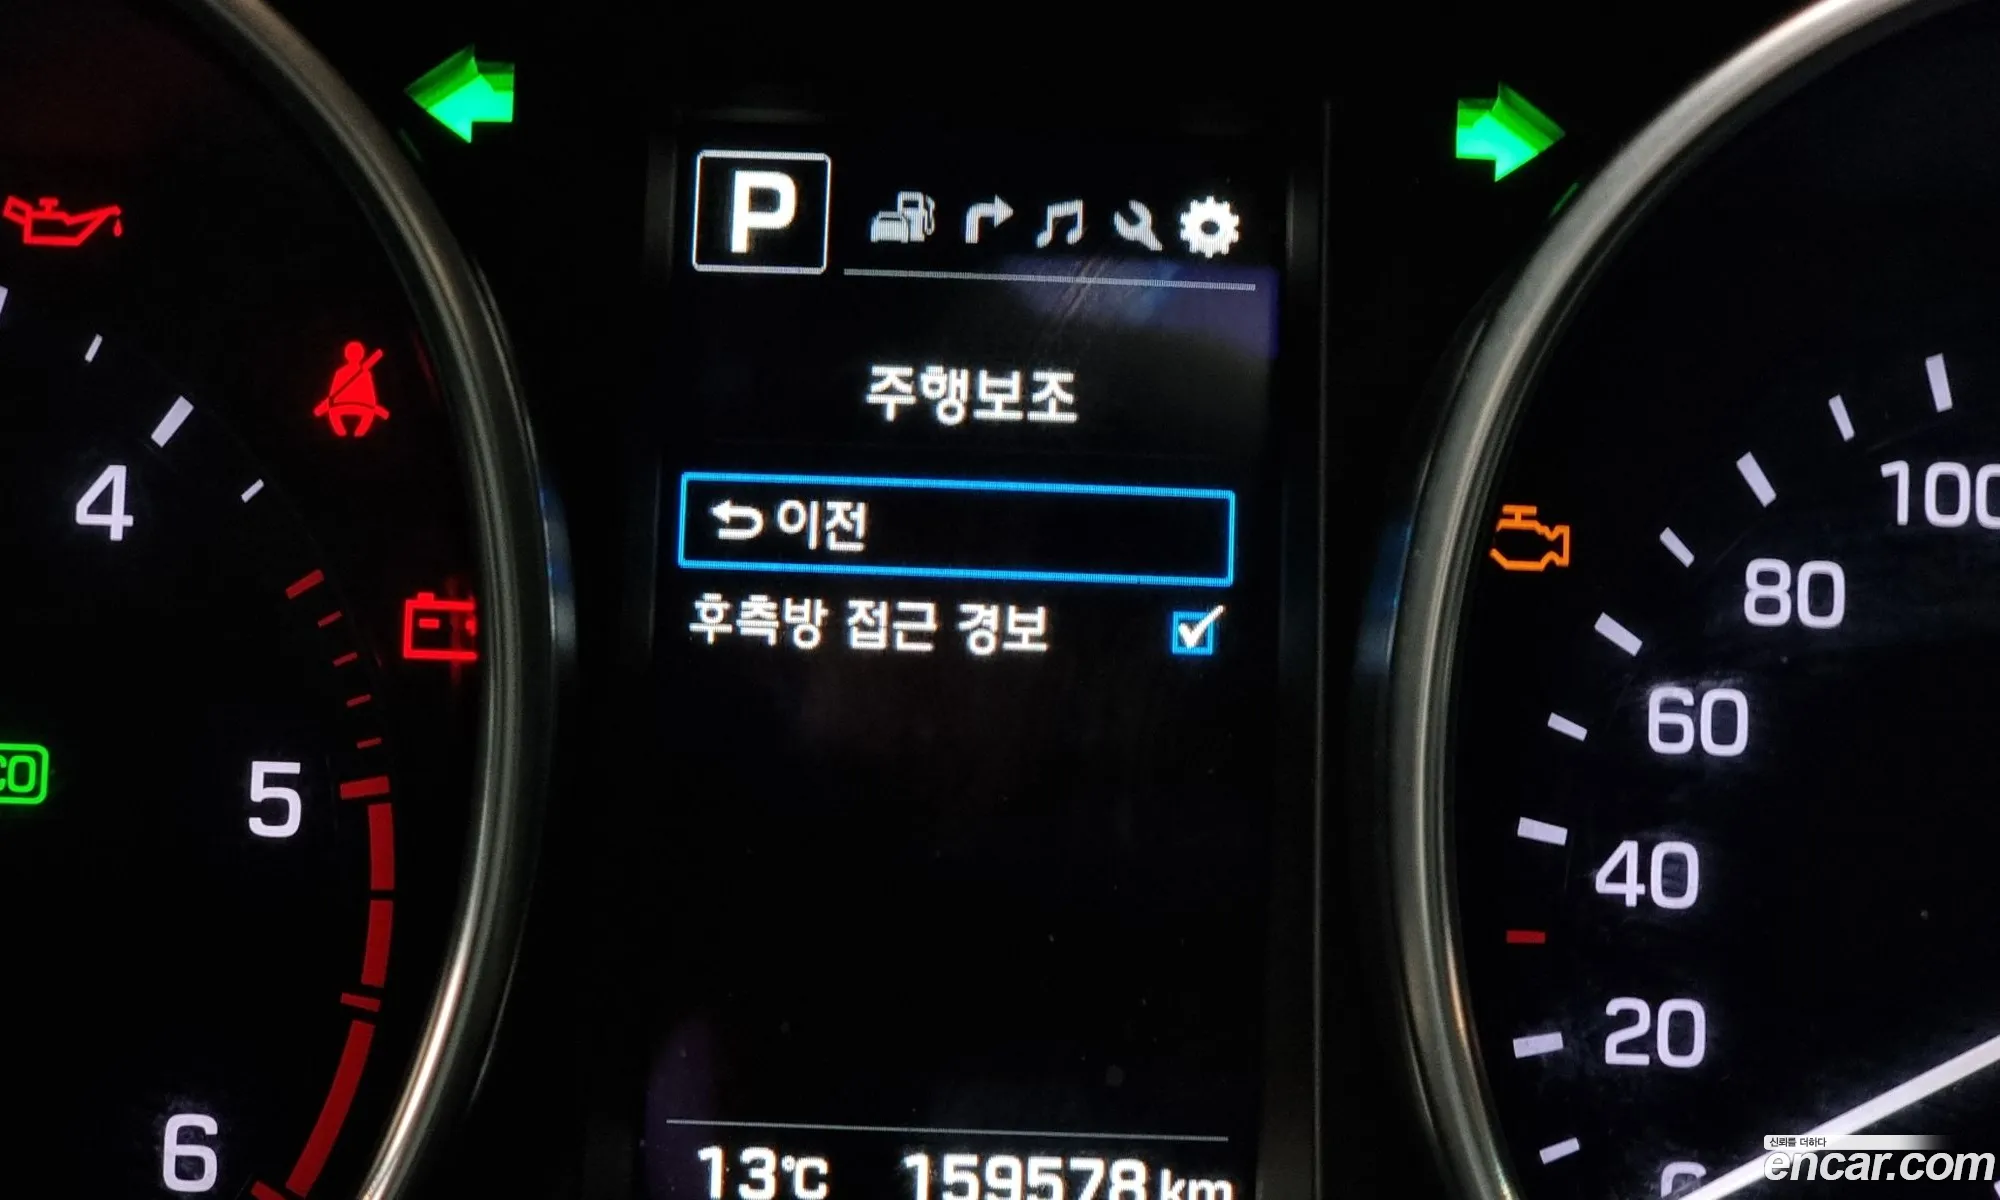 P
주행보조
이전
후측방 접근 경보
13℃ 159578 km
4
5
6
100
80
60
40
20
신뢰를 더하다
encar.com